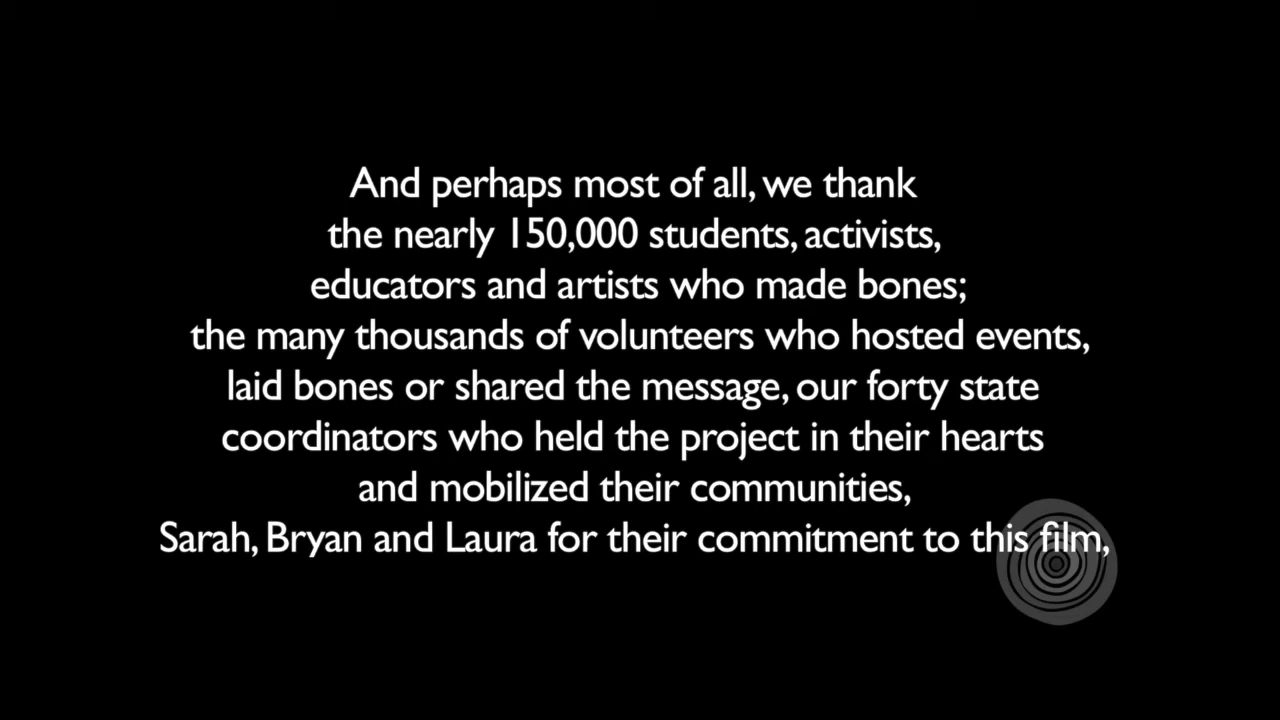 And perhaps most of all, we thank
the nearly 150,000 students, activists,
educators and artists who made bones;
the many thousands of volunteers who hosted events,
laid bones or shared the message, our forty state
coordinators who held the project in their hearts
and mobilized their communities,
Sarah, Bryan and Laura for their commitment to this film,